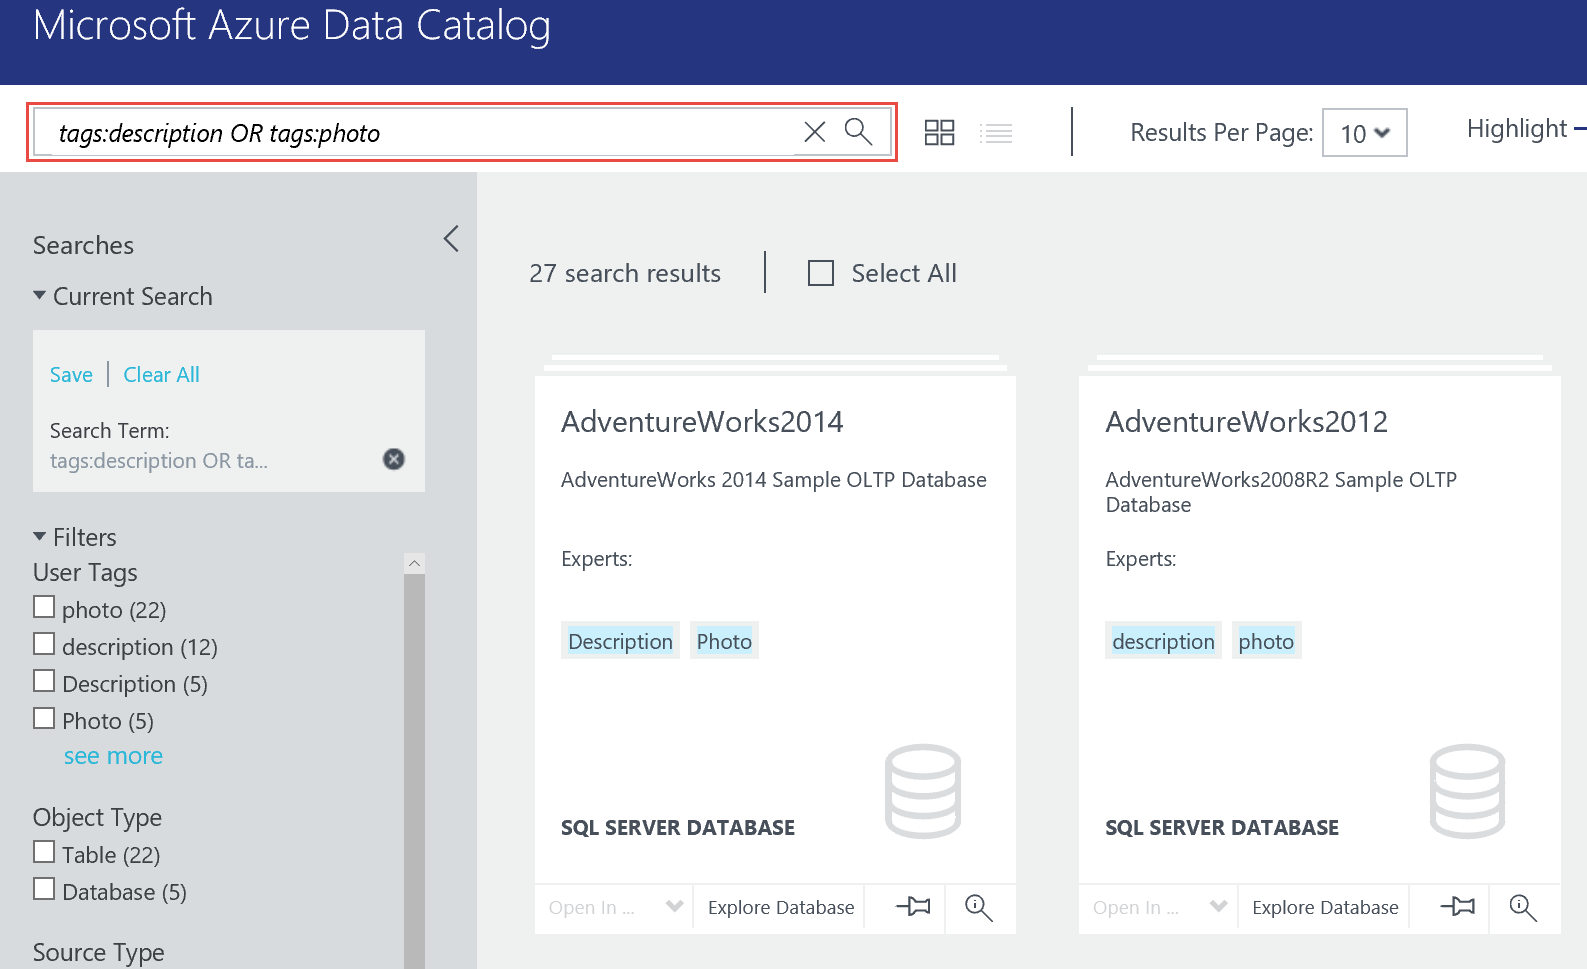 Microsoft Azure Data Catalog
tags:description OR tags:photo
Results Per Page: 10
Highlight
Searches
Current Search
Save | Clear All
Search Term:
tags:description OR ta...
Filters
User Tags
photo (22)
description (12)
Description (5)
Photo (5)
see more
Object Type
Table (22)
Database (5)
Source Type
27 search results
Select All
AdventureWorks2014
AdventureWorks 2014 Sample OLTP Database
Experts:
Description Photo
SQL SERVER DATABASE
Open In ... Explore Database
AdventureWorks2012
AdventureWorks2008R2 Sample OLTP
Database
Experts:
description photo
SQL SERVER DATABASE
Open In ... Explore Database